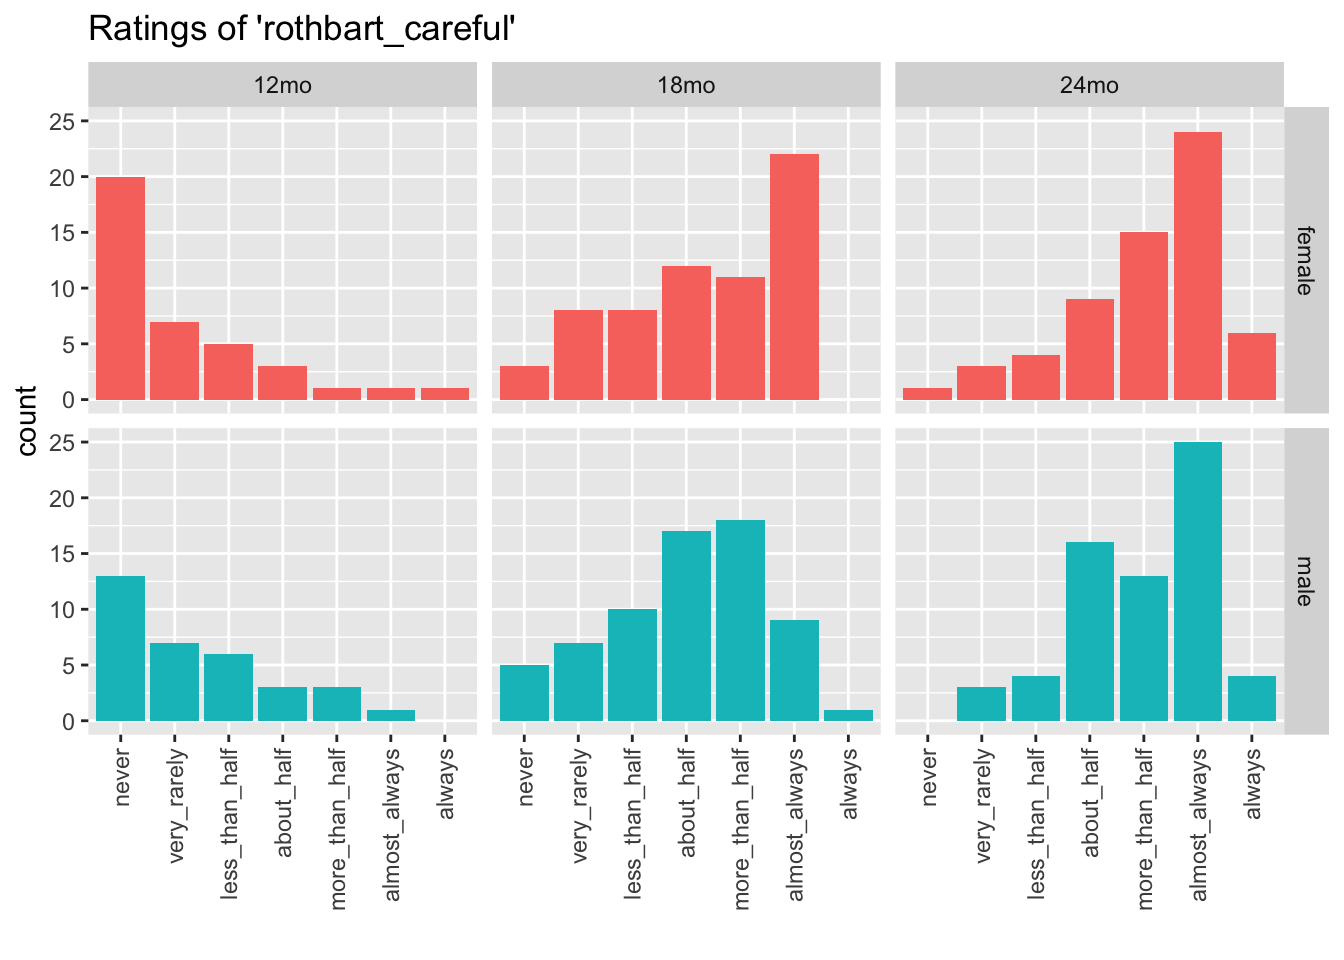 Ratings of 'rothbart_careful'
12mo 18mo 24mo
25
20
15
10
5
0
female
count
25
20
15
10
5
0
male
never very_rarely less_than_half about_half more_than_half almost_always always
never very_rarely less_than_half about_half more_than_half almost_always always
never very_rarely less_than_half about_half more_than_half almost_always always